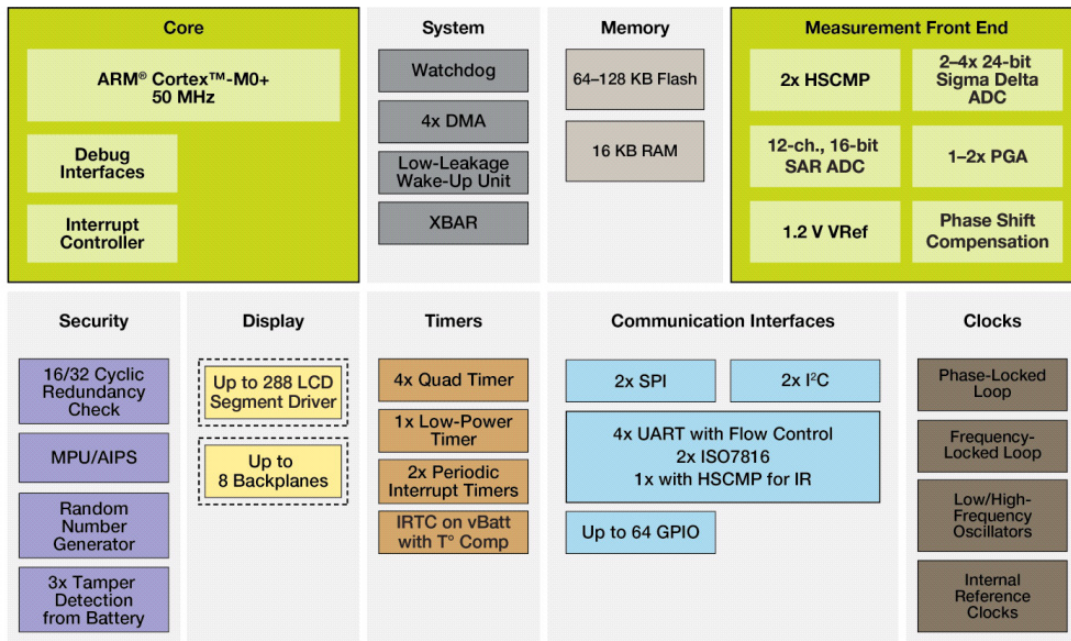 Core
ARM® Cortex™-M0+
50 MHz
Debug
Interfaces
Interrupt
Controller
System
Watchdog
4x DMA
Low-Leakage
Wake-Up Unit
XBAR
Memory
64–128 KB Flash
16 KB RAM
Measurement Front End
2x HSCMP
2–4x 24-bit
Sigma Delta
ADC
12-ch., 16-bit
SAR ADC
1–2x PGA
1.2 V VRef
Phase Shift
Compensation
Security
16/32 Cyclic
Redundancy
Check
MPU/AIPS
Random
Number
Generator
3x Tamper
Detection
from Battery
Display
Up to 288 LCD
Segment Driver
Up to
8 Backplanes
Timers
4x Quad Timer
1x Low-Power
Timer
2x Periodic
Interrupt Timers
IRTC on vBatt
with T° Comp
Communication Interfaces
2x SPI
2x I²C
4x UART with Flow Control
2x ISO7816
1x with HSCMP for IR
Up to 64 GPIO
Clocks
Phase-Locked
Loop
Frequency-
Locked Loop
Low/High-
Frequency
Oscillators
Internal
Reference
Clocks